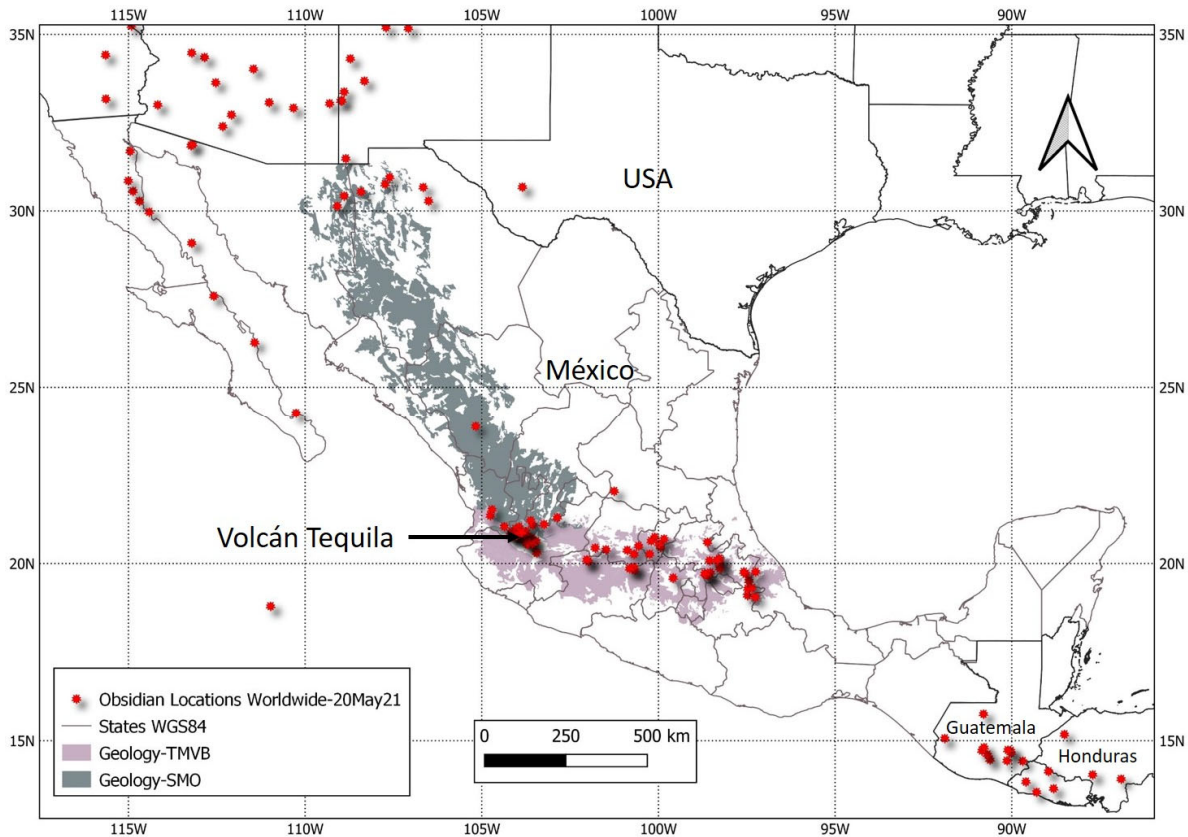 115W 110W 105W 100W 95W 90W
35N 35N
USA
30N 30N
México
25N 25N
Volcán Tequila
20N 20N
Obsidian Locations Worldwide-20May21
States WGS84
Geology-TMVB
Geology-SMO
0 250 500 km
Guatemala
15N 15N
Honduras
115W 110W 105W 100W 95W 90W